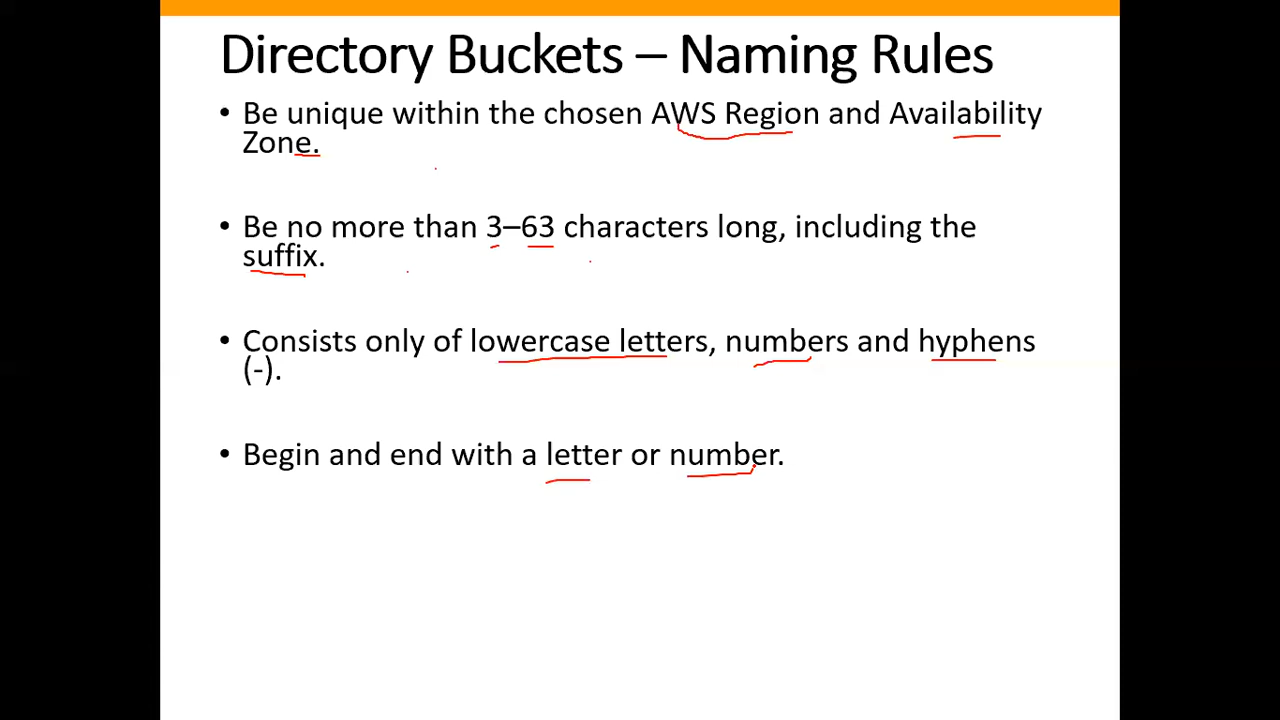 Directory Buckets – Naming Rules
• Be unique within the chosen AWS Region and Availability
Zone.
• Be no more than 3–63 characters long, including the
suffix.
• Consists only of lowercase letters, numbers and hyphens
(-).
• Begin and end with a letter or number.